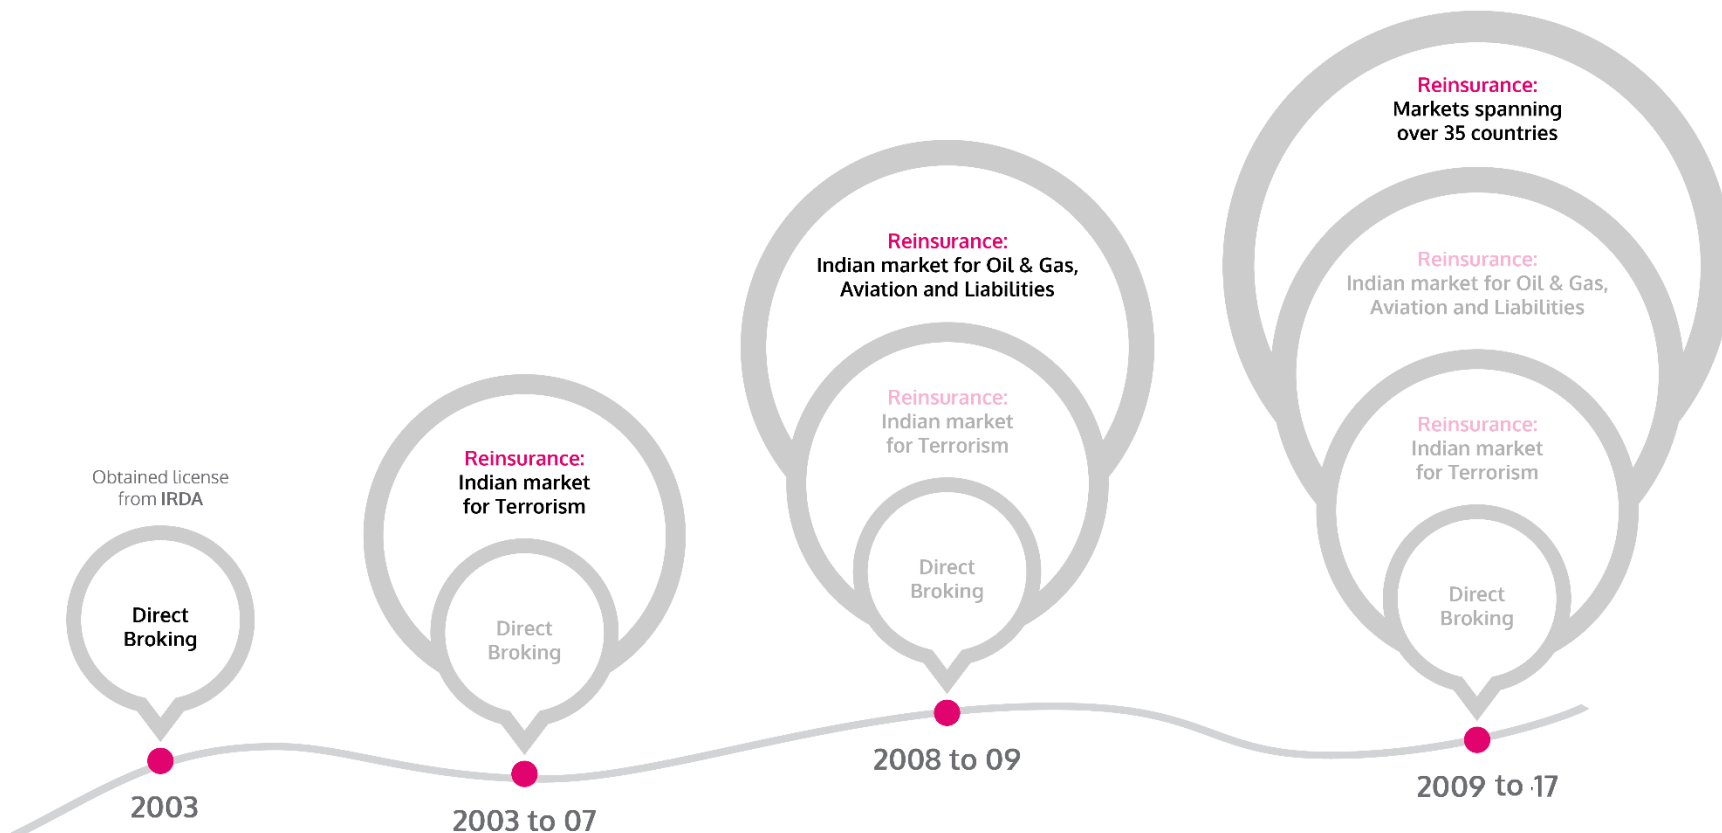 Obtained license
from IRDA
Direct
Broking
2003
Reinsurance:
Indian market
for Terrorism
Direct
Broking
2003 to 07
Reinsurance:
Indian market for Oil & Gas,
Aviation and Liabilities
Reinsurance:
Indian market
for Terrorism
Direct
Broking
2008 to 09
Reinsurance:
Markets spanning
over 35 countries
Reinsurance:
Indian market for Oil & Gas,
Aviation and Liabilities
Reinsurance:
Indian market
for Terrorism
Direct
Broking
2009 to 17